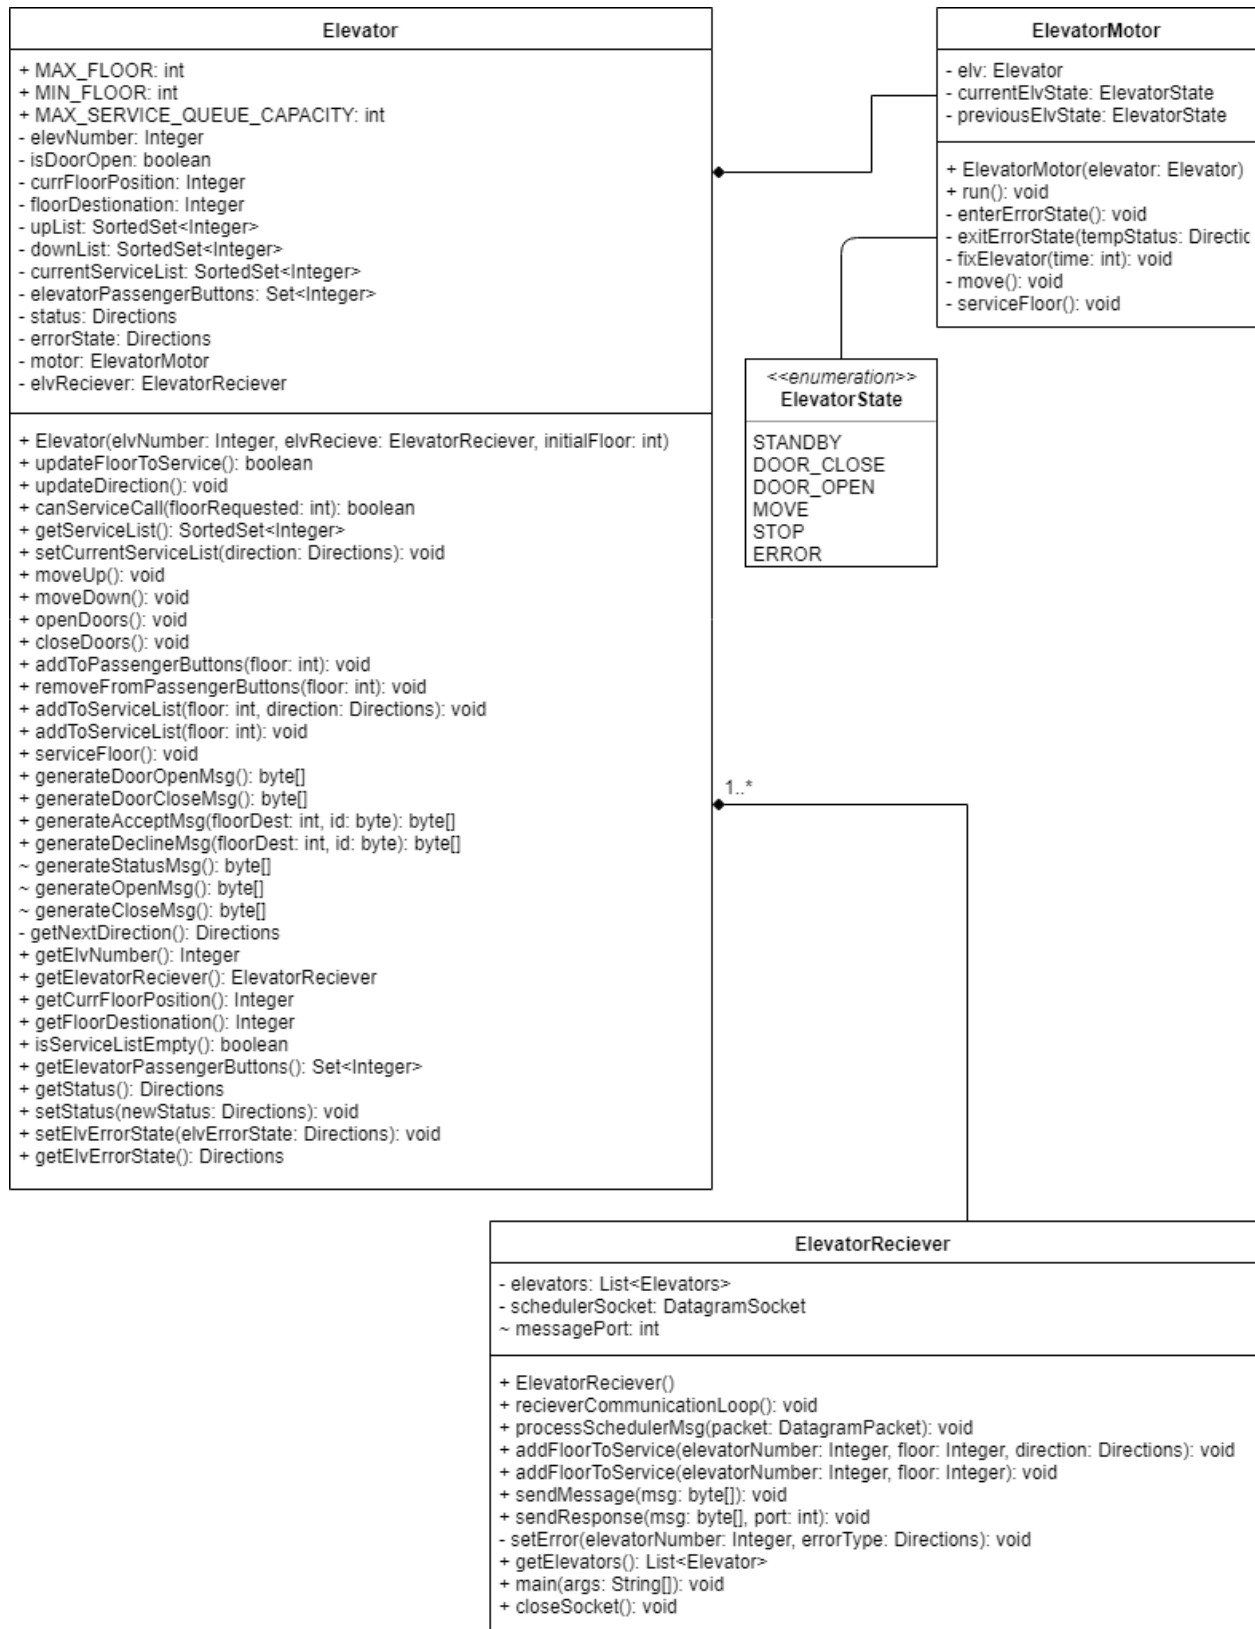 Elevator
+ MAX_FLOOR: int
+ MIN_FLOOR: int
+ MAX_SERVICE_QUEUE_CAPACITY: int
- elevNumber: Integer
- isDoorOpen: boolean
- currFloorPosition: Integer
- floorDestionation: Integer
- upList: SortedSet<Integer>
- downList: SortedSet<Integer>
- currentServiceList: SortedSet<Integer>
- elevatorPassengerButtons: Set<Integer>
- status: Directions
- errorState: Directions
- motor: ElevatorMotor
- elvReciever: ElevatorReciever
+ Elevator(elvNumber: Integer, elvRecieve: ElevatorReciever, initialFloor: int)
+ updateFloorToService(): boolean
+ updateDirection(): void
+ canServiceCall(floorRequested: int): boolean
+ getServiceList(): SortedSet<Integer>
+ setCurrentServiceList(direction: Directions): void
+ moveUp(): void
+ moveDown(): void
+ openDoors(): void
+ closeDoors(): void
+ addToPassengerButtons(floor: int): void
+ removeFromPassengerButtons(floor: int): void
+ addToServiceList(floor: int, direction: Directions): void
+ addToServiceList(floor: int): void
+ serviceFloor(): void
+ generateDoorOpenMsg(): byte[]
+ generateDoorCloseMsg(): byte[]
+ generateAcceptMsg(floorDest: int, id: byte): byte[]
+ generateDeclineMsg(floorDest: int, id: byte): byte[]
~ generateStatusMsg(): byte[]
~ generateOpenMsg(): byte[]
~ generateCloseMsg(): byte[]
- getNextDirection(): Directions
+ getElvNumber(): Integer
+ getElevatorReciever(): ElevatorReciever
+ getCurrFloorPosition(): Integer
+ getFloorDestionation(): Integer
+ isServiceListEmpty(): boolean
+ getElevatorPassengerButtons(): Set<Integer>
+ getStatus(): Directions
+ setStatus(newStatus: Directions): void
+ setElvErrorState(elvErrorState: Directions): void
+ getElvErrorState(): Directions
ElevatorMotor
- elv: Elevator
- currentElvState: ElevatorState
- previousElvState: ElevatorState
+ ElevatorMotor(elevator: Elevator)
+ run(): void
- enterErrorState(): void
- exitErrorState(tempStatus: Directic
- fixElevator(time: int): void
- move(): void
- serviceFloor(): void
<<enumeration>>
ElevatorState
STANDBY
DOOR_CLOSE
DOOR_OPEN
MOVE
STOP
ERROR
1..*
ElevatorReciever
- elevators: List<Elevators>
- schedulerSocket: DatagramSocket
~ messagePort: int
+ ElevatorReciever()
+ recieverCommunicationLoop(): void
+ processSchedulerMsg(packet: DatagramPacket): void
+ addFloorToService(elevatorNumber: Integer, floor: Integer, direction: Directions): void
+ addFloorToService(elevatorNumber: Integer, floor: Integer): void
+ sendMessage(msg: byte[]): void
+ sendResponse(msg: byte[], port: int): void
- setError(elevatorNumber: Integer, errorType: Directions): void
+ getElevators(): List<Elevator>
+ main(args: String[]): void
+ closeSocket(): void